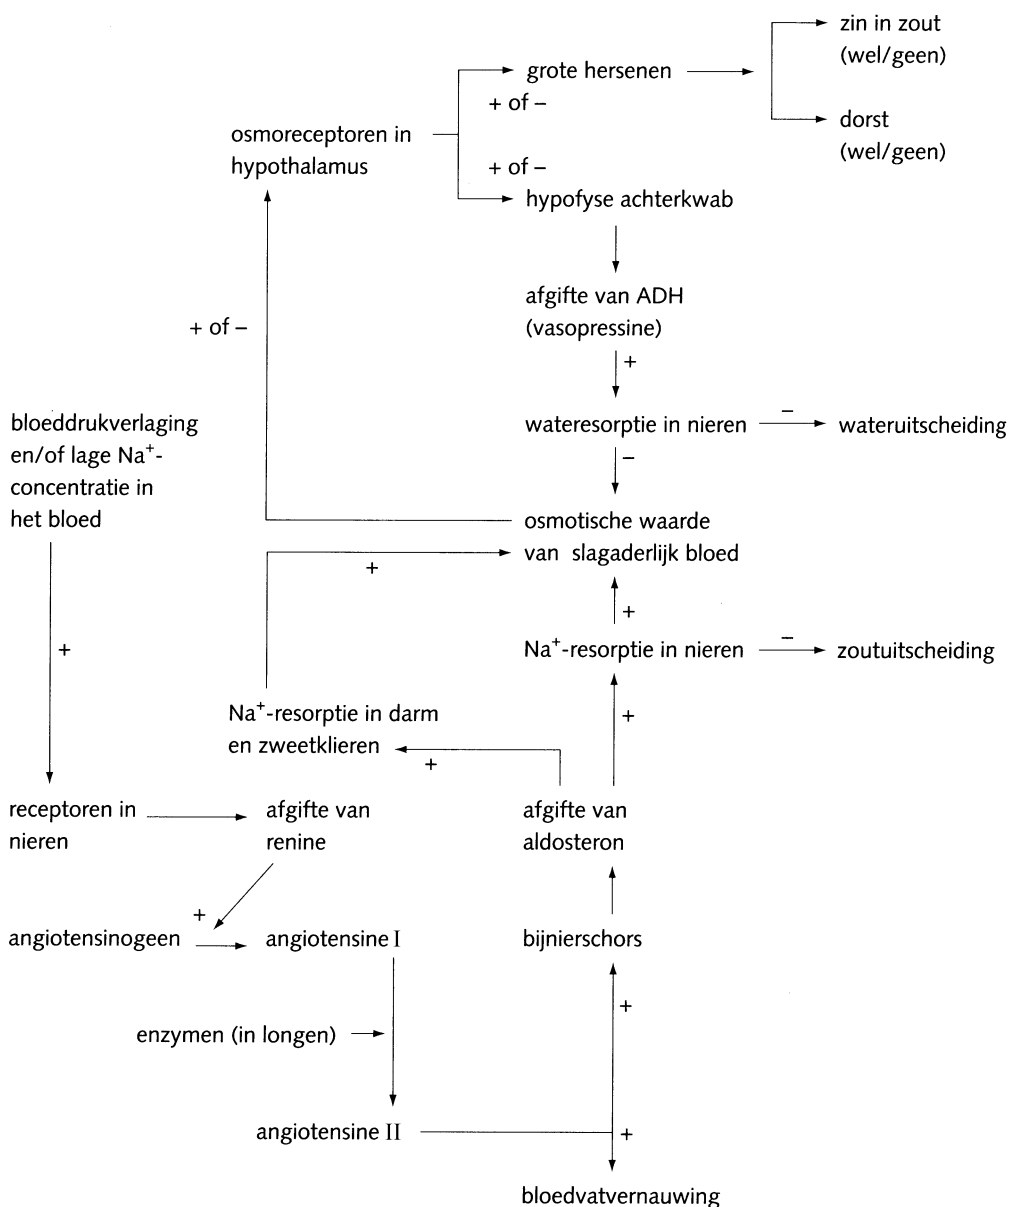 zin in zout
(wel/geen)
grote hersenen
+ of –
dorst
(wel/geen)
osmoreceptoren in
hypothalamus
+ of –
hypofyse achterkwab
afgifte van ADH
(vasopressine)
+ of –
+
bloeddrukverlaging
en/of lage Na⁺-
concentratie in
het bloed
wateresorptie in nieren
–
wateruitscheiding
–
osmotische waarde
van slagaderlijk bloed
+
+
+
Na⁺-resorptie in nieren
–
zoutuitscheiding
Na⁺-resorptie in darm
en zweetklieren
+
+
receptoren in
nieren
afgifte van
renine
afgifte van
aldosteron
+
angiotensinogeen
angiotensine I
bijnierschors
+
enzymen (in longen)
angiotensine II
+
bloedvatvernauwing